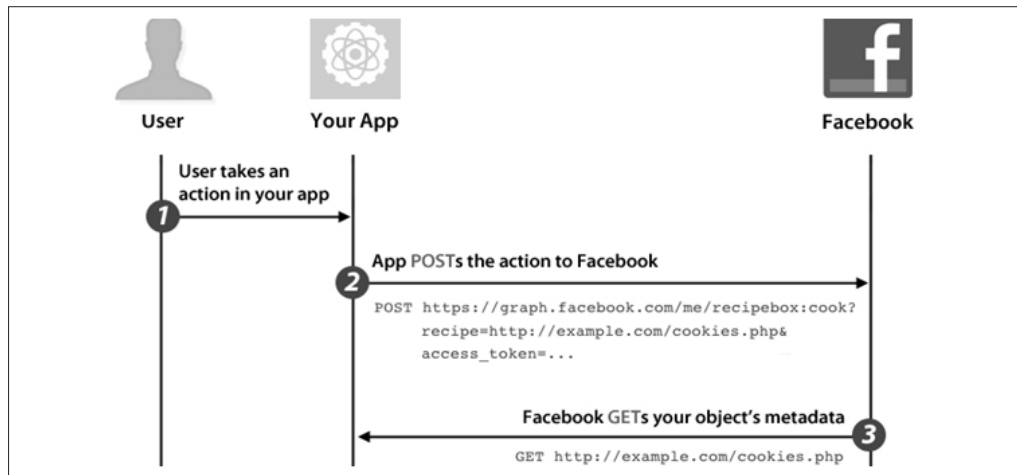 f
User
Your App
Facebook
User takes an
action in your app
1
App POSTs the action to Facebook
2
POST https://graph.facebook.com/me/recipebox:cook?
recipe=http://example.com/cookies.php&
access_token=...
Facebook GETs your object's metadata
3
GET http://example.com/cookies.php